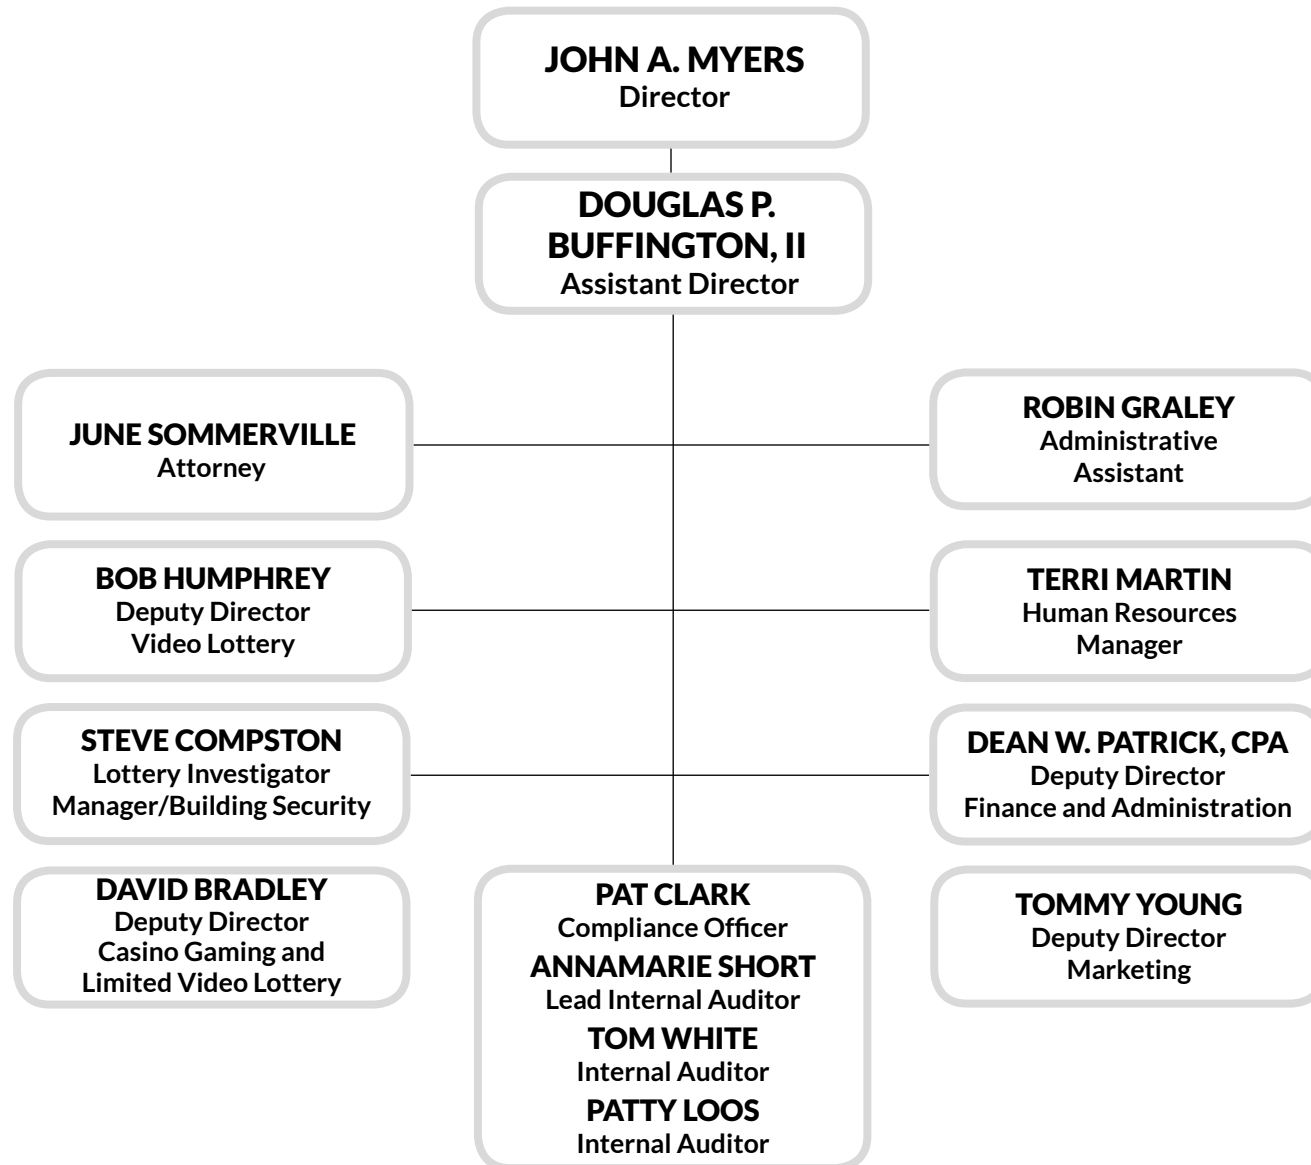 JOHN A. MYERS
Director
DOUGLAS P.
BUFFINGTON, II
Assistant Director
JUNE SOMMERVILLE
Attorney
ROBIN GRALEY
Administrative
Assistant
BOB HUMPHREY
Deputy Director
Video Lottery
TERRI MARTIN
Human Resources
Manager
STEVE COMPSTON
Lottery Investigator
Manager/Building Security
DEAN W. PATRICK, CPA
Deputy Director
Finance and Administration
DAVID BRADLEY
Deputy Director
Casino Gaming and
Limited Video Lottery
PAT CLARK
Compliance Officer
ANNAMARIE SHORT
Lead Internal Auditor
TOM WHITE
Internal Auditor
PATTY LOOS
Internal Auditor
TOMMY YOUNG
Deputy Director
Marketing